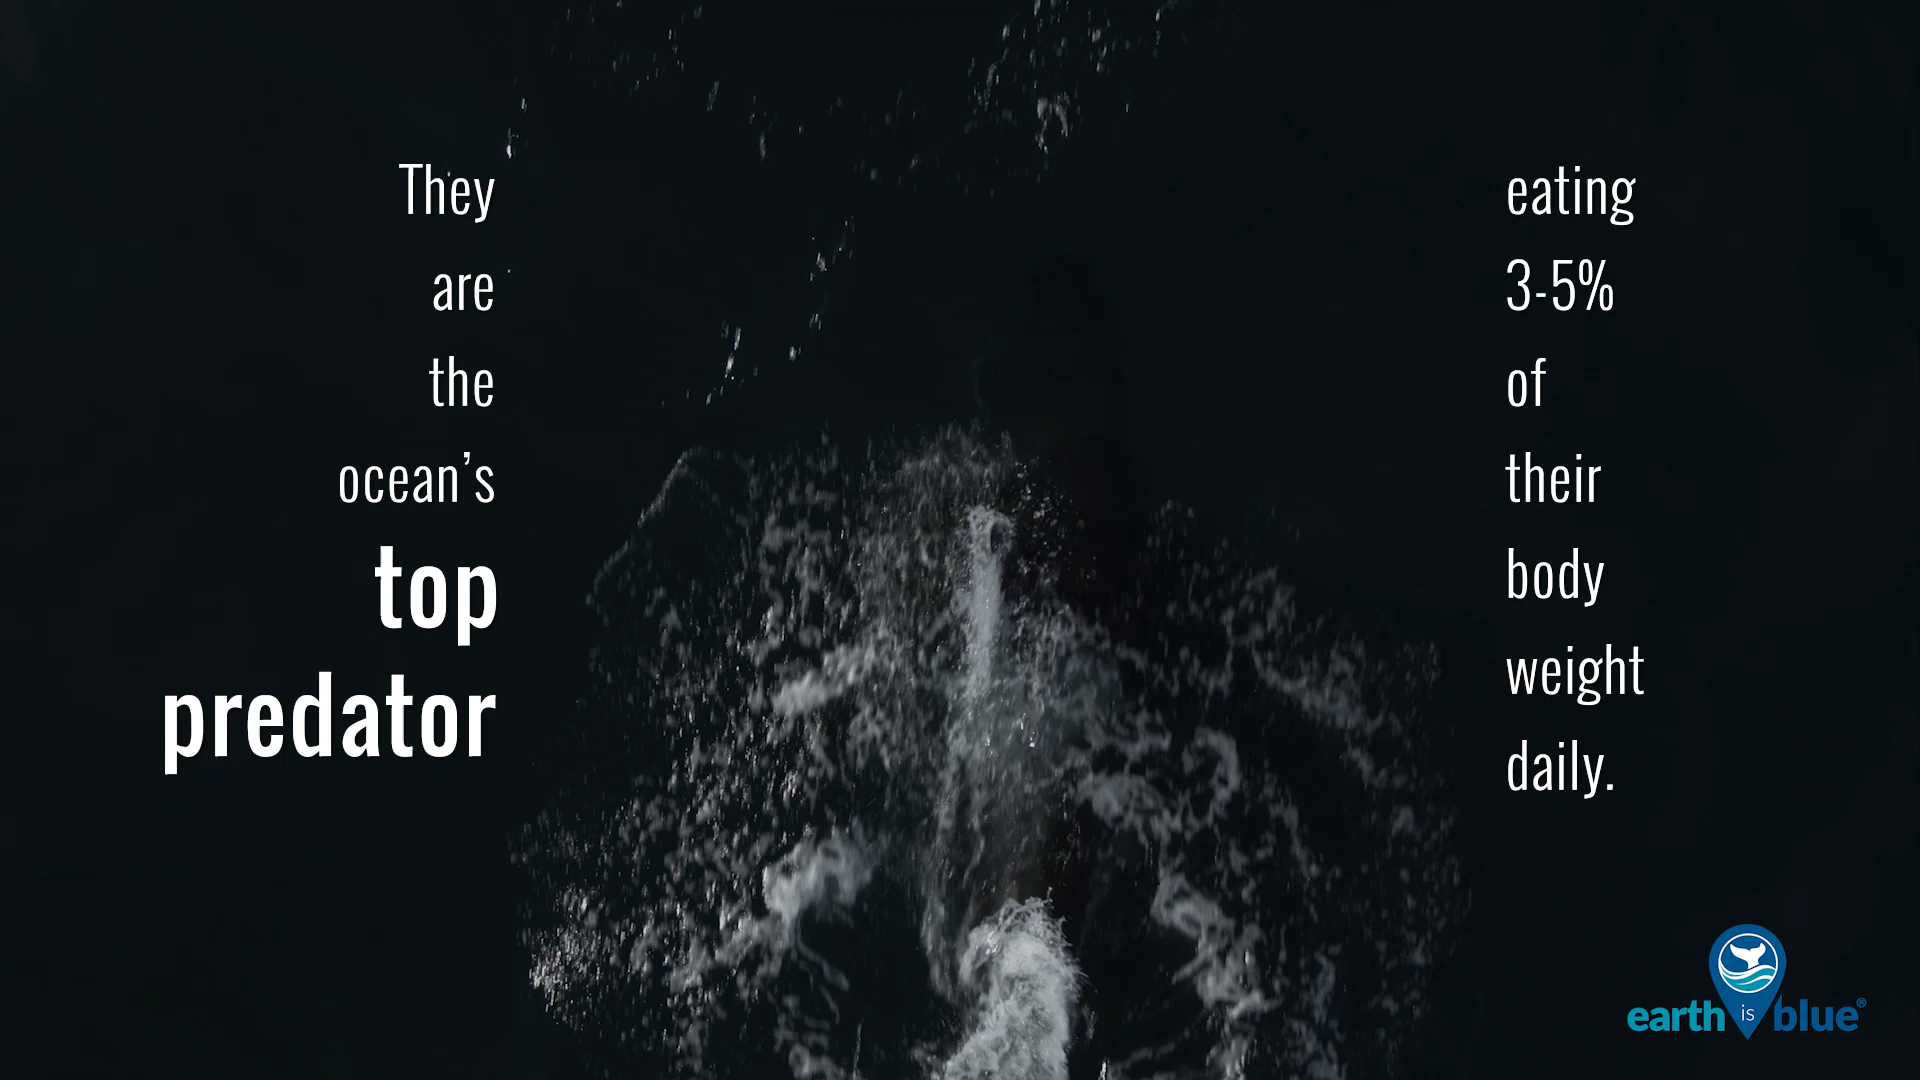 They
are
the
ocean’s
top
predator
eating
3-5%
of
their
body
weight
daily.
earth is blue®